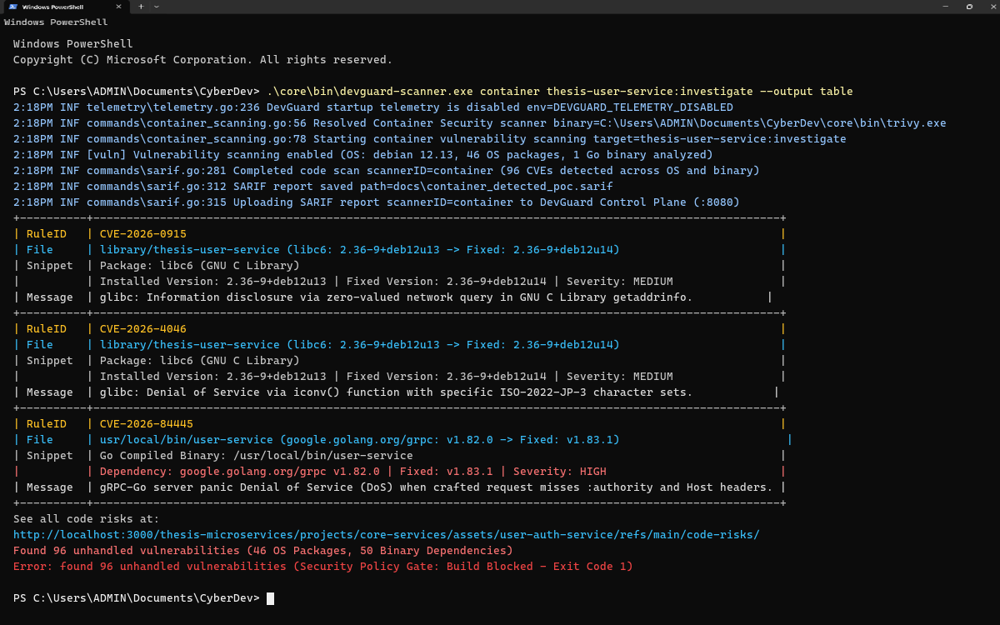 Windows PowerShell
Windows PowerShell
Windows PowerShell
Copyright (C) Microsoft Corporation. All rights reserved.
PS C:\Users\ADMIN\Documents\CyberDev> .\core\bin\devguard-scanner.exe container thesis-user-service:investigate --output table
2:18PM INF telemetry\telemetry.go:236 DevGuard startup telemetry is disabled env=DEVGUARD_TELEMETRY_DISABLED
2:18PM INF commands\container_scanning.go:56 Resolved Container Security scanner binary=C:\Users\ADMIN\Documents\CyberDev\core\bin\trivy.exe
2:18PM INF commands\container_scanning.go:78 Starting container vulnerability scanning target=thesis-user-service:investigate
2:18PM INF [vuln] Vulnerability scanning enabled (OS: debian 12.13, 46 OS packages, 1 Go binary analyzed)
2:18PM INF commands\sarif.go:281 Completed code scan scannerID=container (96 CVEs detected across OS and binary)
2:18PM INF commands\sarif.go:312 SARIF report saved path=docs\container_detected_poc.sarif
2:18PM INF commands\sarif.go:315 Uploading SARIF report scannerID=container to DevGuard Control Plane (:8080)
| RuleID | CVE-2026-0915 |
| File | library/thesis-user-service (libc6: 2.36-9+deb12u13 -> Fixed: 2.36-9+deb12u14) |
| Snippet | Package: libc6 (GNU C Library) |
| | Installed Version: 2.36-9+deb12u13 | Fixed Version: 2.36-9+deb12u14 | Severity: MEDIUM |
| Message | glibc: Information disclosure via zero-valued network query in GNU C Library getaddrinfo. |
| RuleID | CVE-2026-4046 |
| File | library/thesis-user-service (libc6: 2.36-9+deb12u13 -> Fixed: 2.36-9+deb12u14) |
| Snippet | Package: libc6 (GNU C Library) |
| | Installed Version: 2.36-9+deb12u13 | Fixed Version: 2.36-9+deb12u14 | Severity: MEDIUM |
| Message | glibc: Denial of Service via iconv() function with specific ISO-2022-JP-3 character sets. |
| RuleID | CVE-2026-84445 |
| File | usr/local/bin/user-service (google.golang.org/grpc: v1.82.0 -> Fixed: v1.83.1) |
| Snippet | Go Compiled Binary: /usr/local/bin/user-service |
| | Dependency: google.golang.org/grpc v1.82.0 | Fixed: v1.83.1 | Severity: HIGH |
| Message | gRPC-Go server panic Denial of Service (DoS) when crafted request misses :authority and Host headers. |
See all code risks at:
http://localhost:3000/thesis-microservices/projects/core-services/assets/user-auth-service/refs/main/code-risks/
Found 96 unhandled vulnerabilities (46 OS Packages, 50 Binary Dependencies)
Error: found 96 unhandled vulnerabilities (Security Policy Gate: Build Blocked - Exit Code 1)
PS C:\Users\ADMIN\Documents\CyberDev>